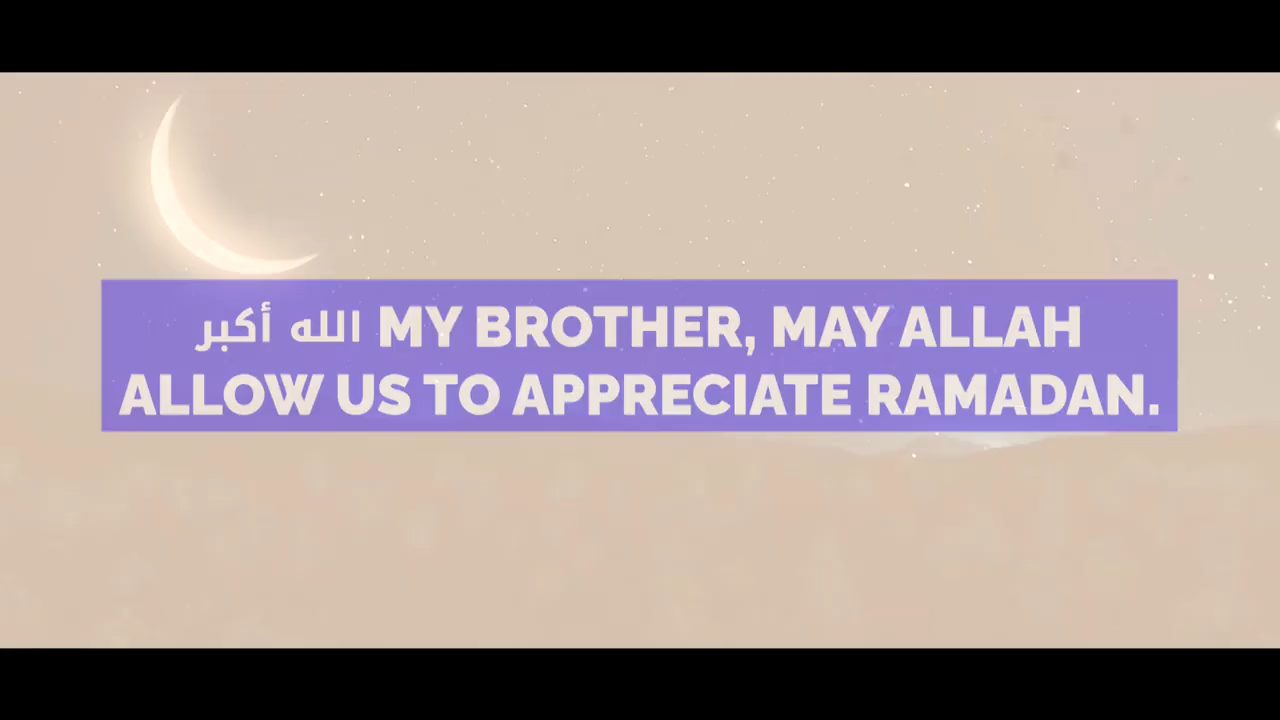 الله أكبر MY BROTHER, MAY ALLAH
ALLOW US TO APPRECIATE RAMADAN.